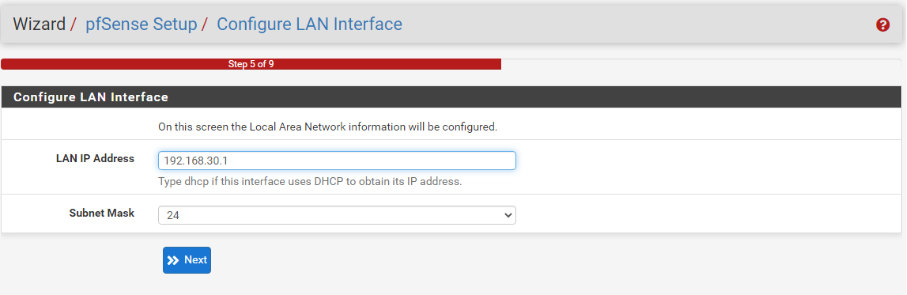 Wizard / pfSense Setup / Configure LAN Interface
Step 5 of 9
Configure LAN Interface
On this screen the Local Area Network information will be configured.
LAN IP Address 192.168.30.1
Type dhcp if this interface uses DHCP to obtain its IP address.
Subnet Mask 24
Next